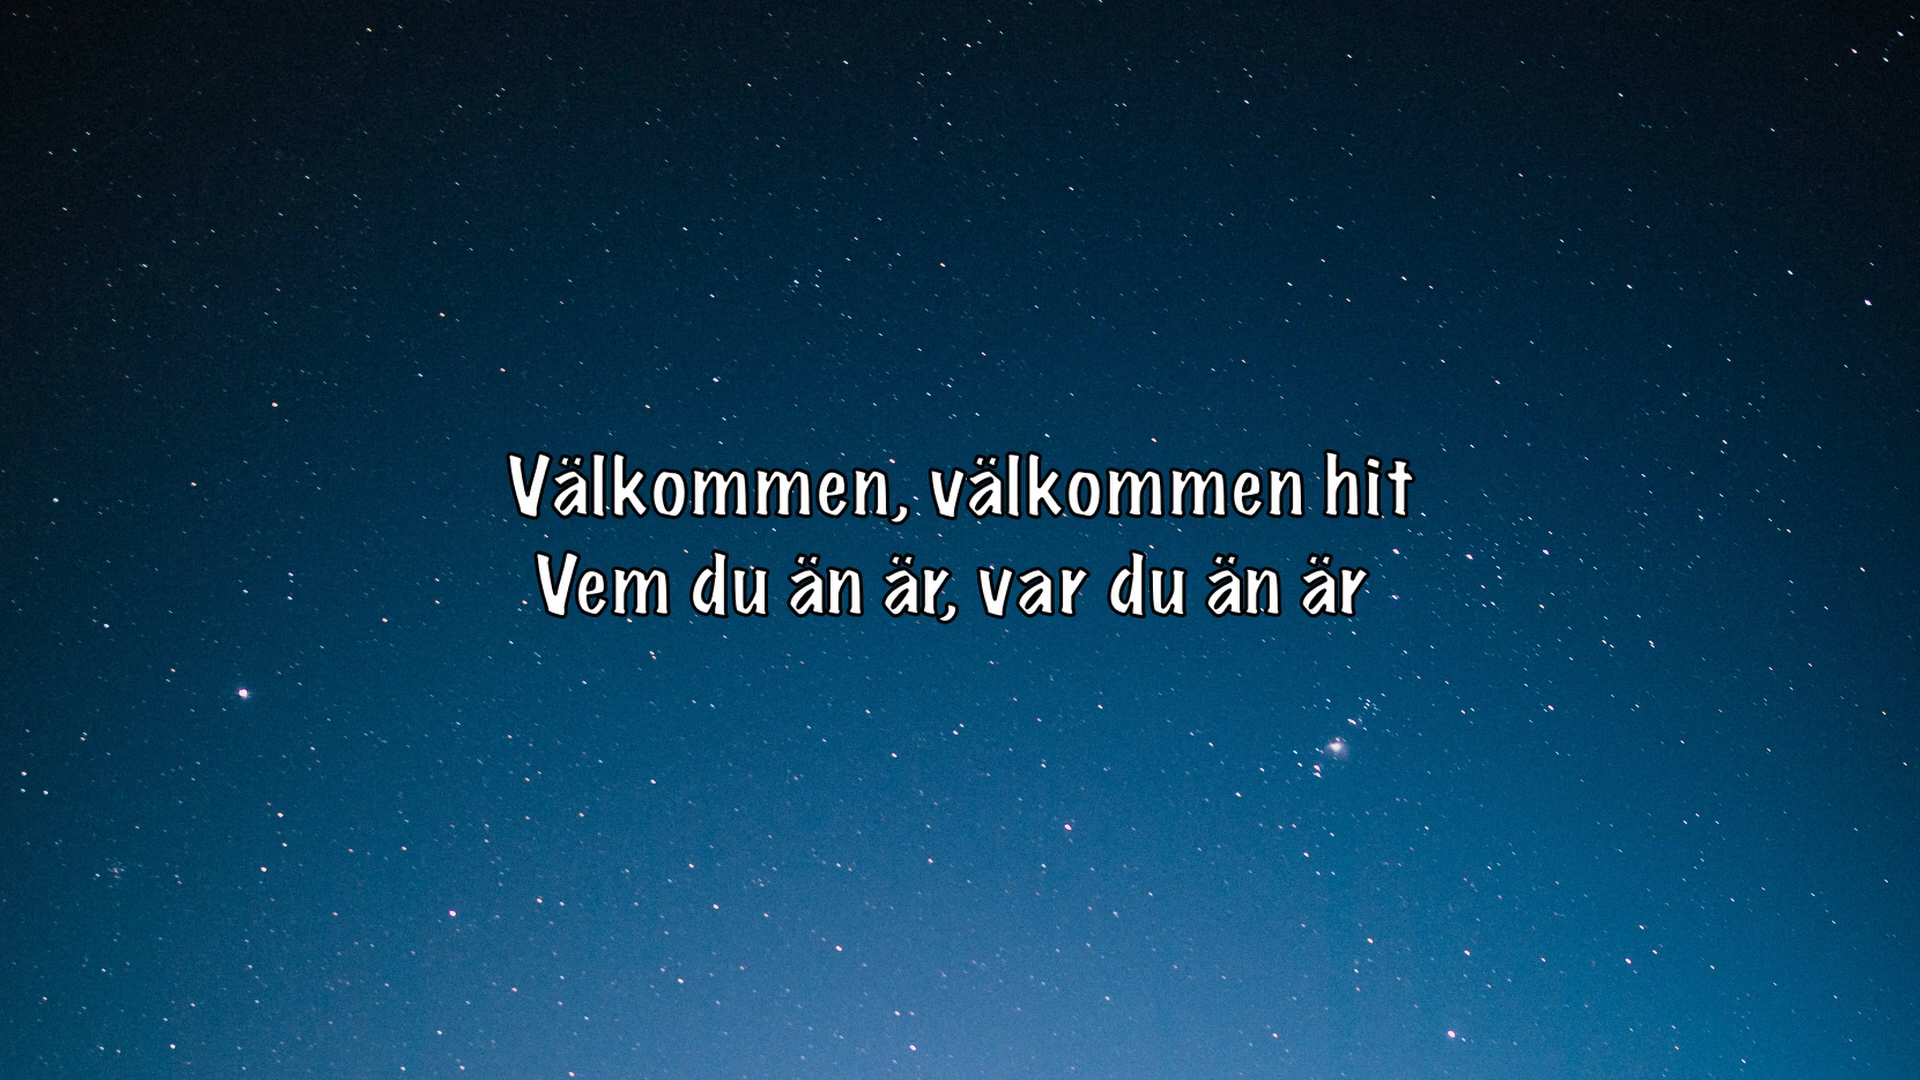 Välkommen, välkommen hit
Vem du än är, var du än är